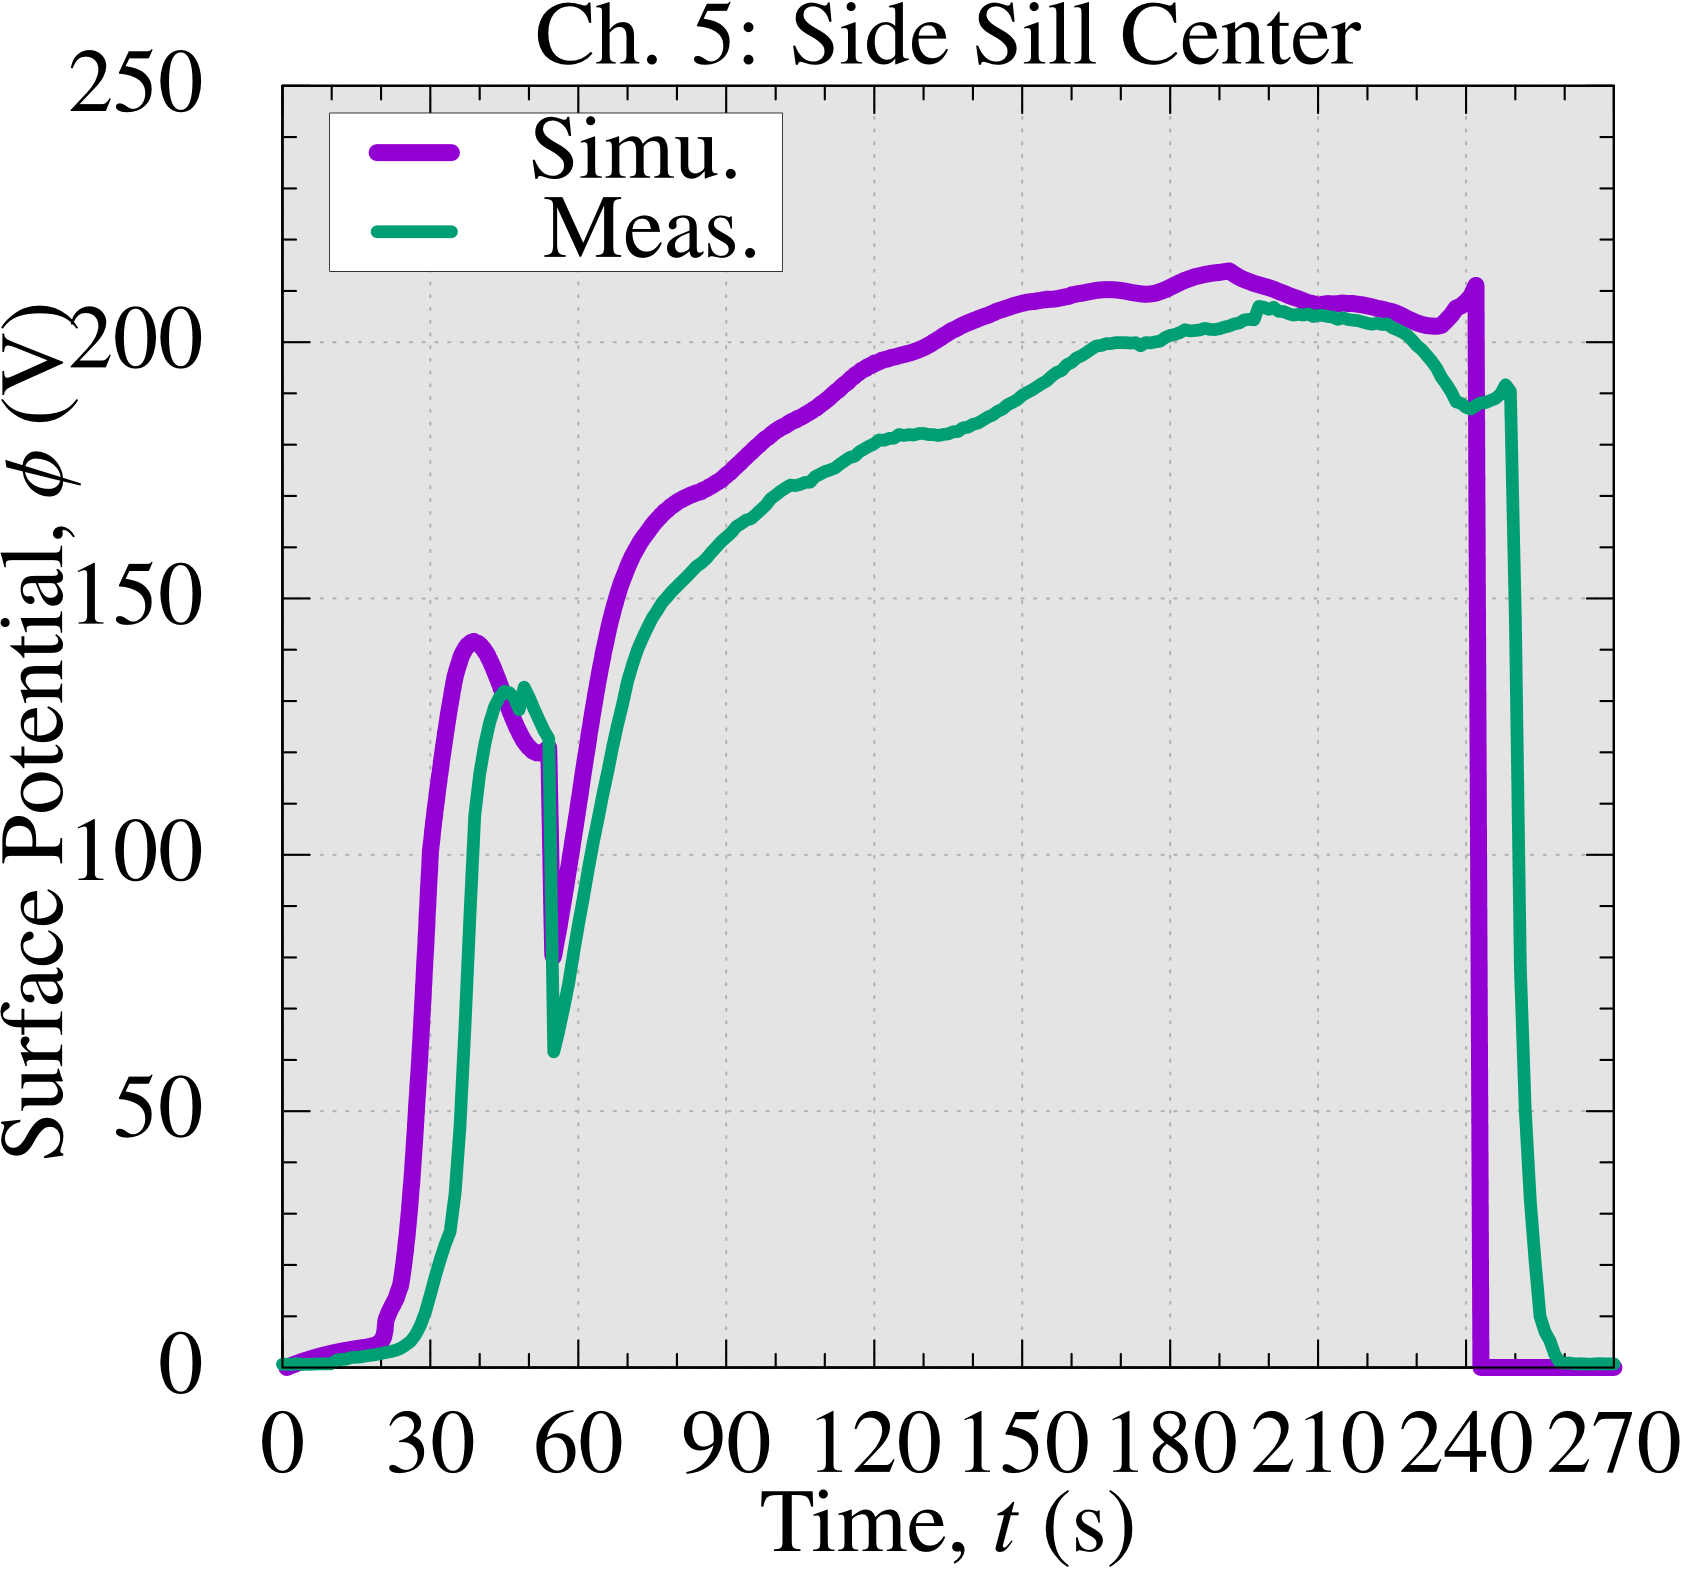 Ch. 5: Side Sill Center
250
200
150
100
50
0
Surface Potential, ϕ (V)
Simu.
Meas.
0 30 60 90 120 150 180 210 240 270
Time, t (s)